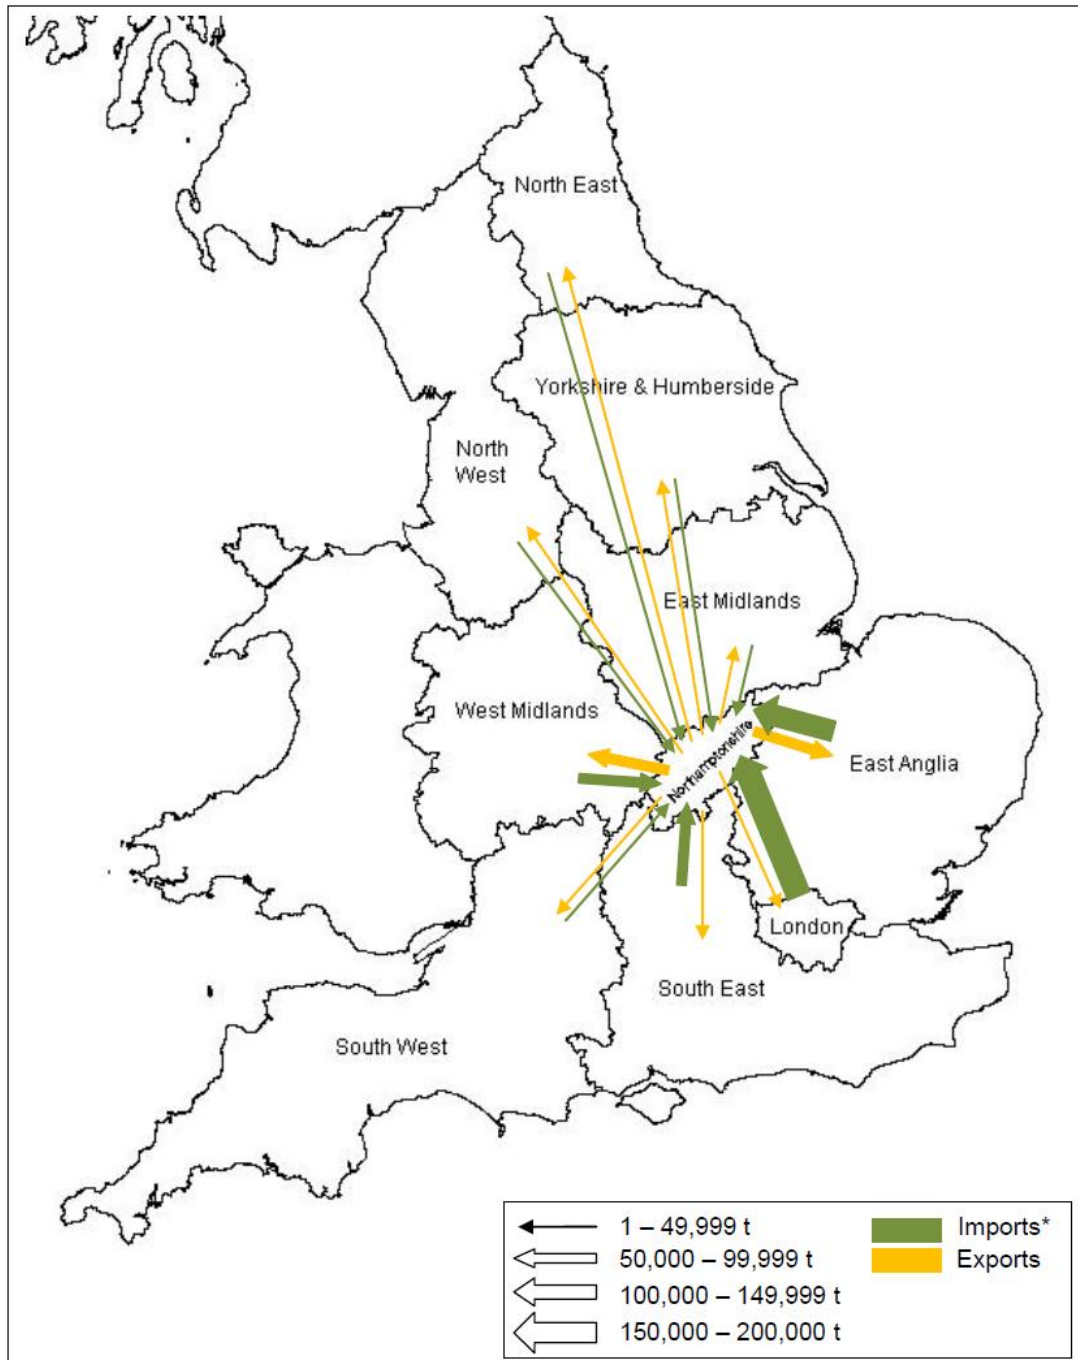 North East
Yorkshire & Humberside
North
West
East Midlands
West Midlands
Northamptonshire
East Anglia
London
South East
South West
1 – 49,999 t
50,000 – 99,999 t
100,000 – 149,999 t
150,000 – 200,000 t
Imports*
Exports